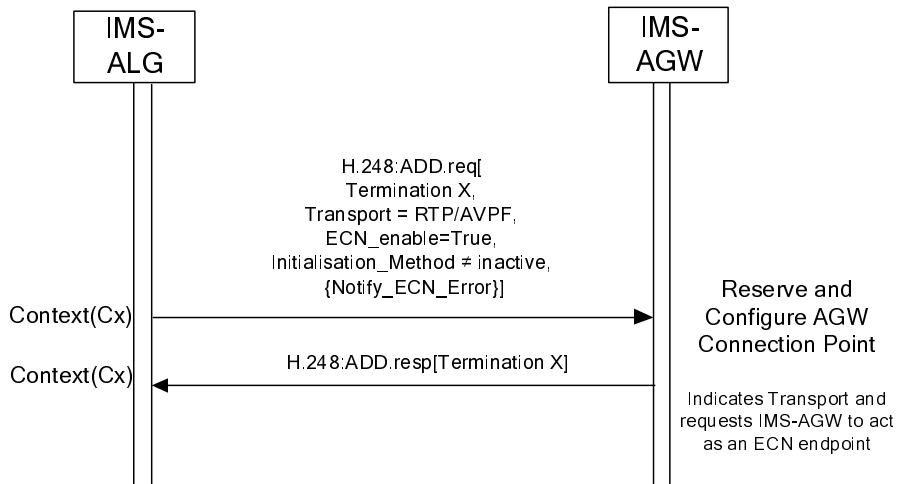 IMS-
ALG
IMS-
AGW
H.248:ADD.req[
Termination X,
Transport = RTP/AVPF,
ECN_enable=True,
Initialisation_Method ≠ inactive,
{Notify_ECN_Error}]
Context(Cx)
Reserve and
Configure AGW
Connection Point
H.248:ADD.resp[Termination X]
Context(Cx)
Indicates Transport and
requests IMS-AGW to act
as an ECN endpoint